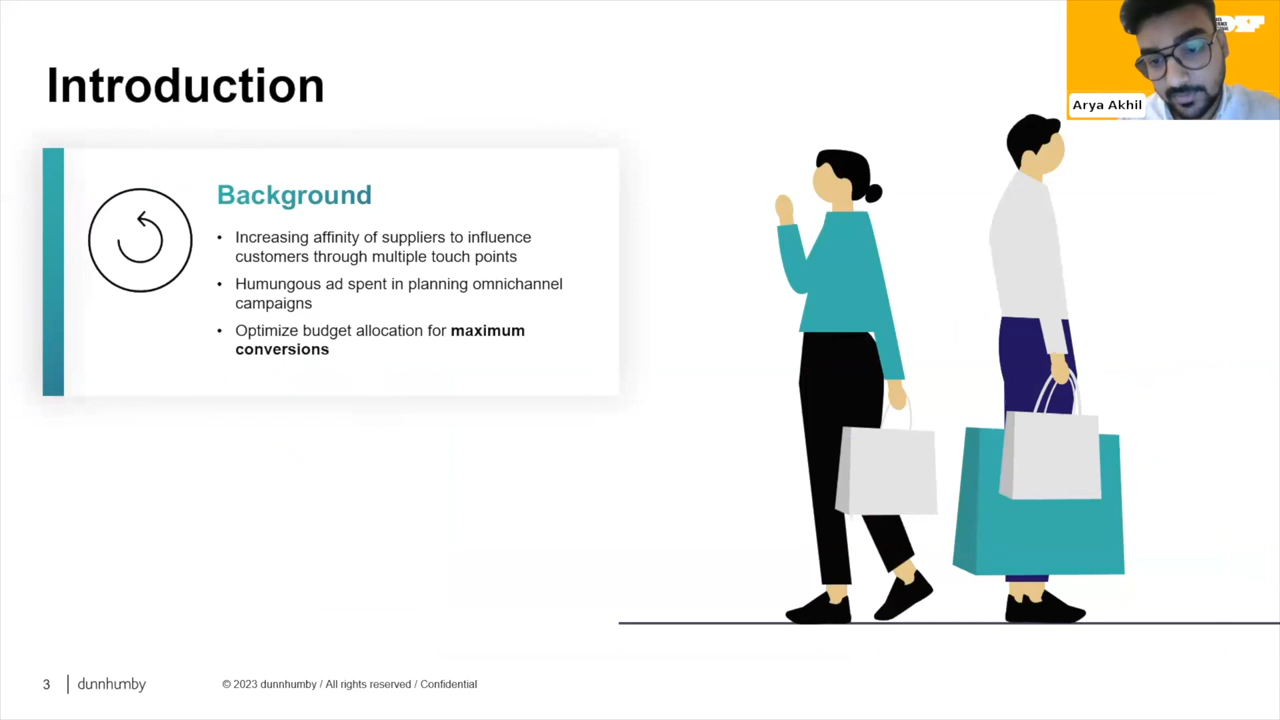 Introduction
Background
• Increasing affinity of suppliers to influence
customers through multiple touch points
• Humungous ad spent in planning omnichannel
campaigns
• Optimize budget allocation for maximum
conversions
Arya Akhil
3
dunnhumby
© 2023 dunnhumby / All rights reserved / Confidential